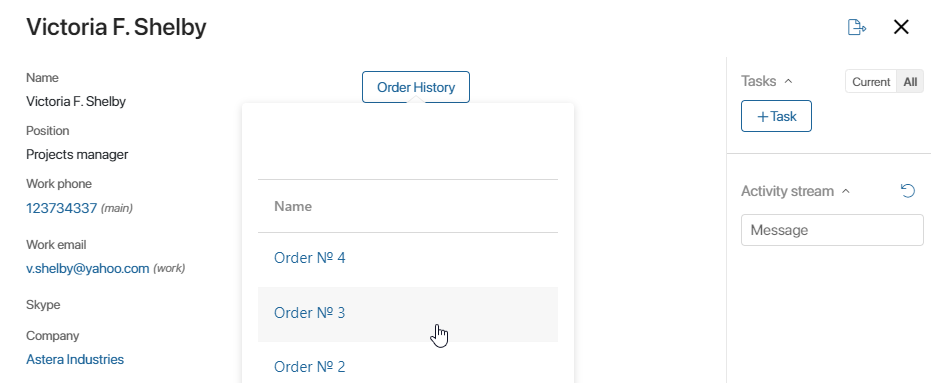 Victoria F. Shelby
Name
Victoria F. Shelby
Position
Projects manager
Work phone
123734337 (main)
Work email
v.shelby@yahoo.com (work)
Skype
Company
Astera Industries
Order History
Name
Order № 4
Order № 3
Order № 2
Tasks
Current All
+Task
Activity stream
Message